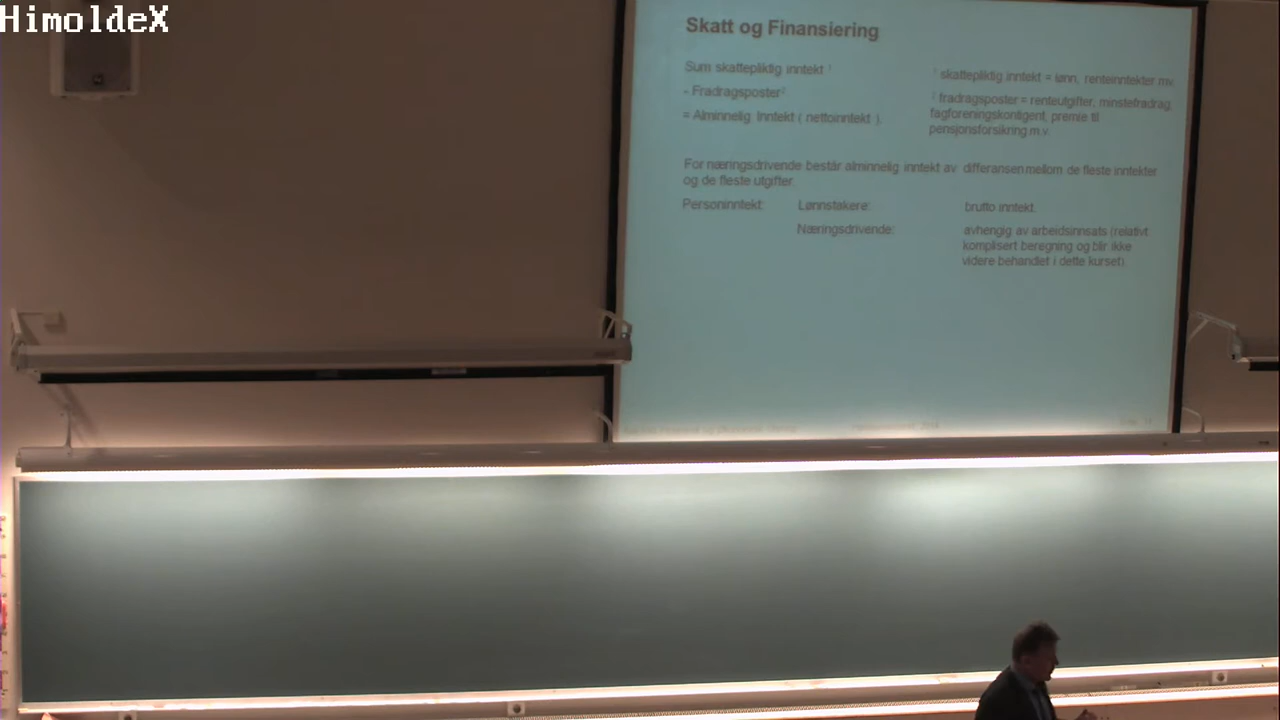 HimoldeX
Skatt og Finansiering
Sum skattepliktig inntekt ¹
- Fradragsposter²
= Alminnelig Inntekt ( nettoinntekt ).
¹ skattepliktig inntekt = lønn, renteinntekter mv
² fradragsposter = renteutgifter, minstefradrag,
fagforeningskontigent, premie til
pensjonsforsikring m.v.
For næringsdrivende består alminnelig inntekt av differansen mellom de fleste inntekter
og de fleste utgifter
Personinntekt: Lønnstakere: brutto inntekt.
Næringsdrivende: avhengig av arbeidsinnsats (relativt
komplisert beregning og blir ikke
videre behandlet i dette kurset).